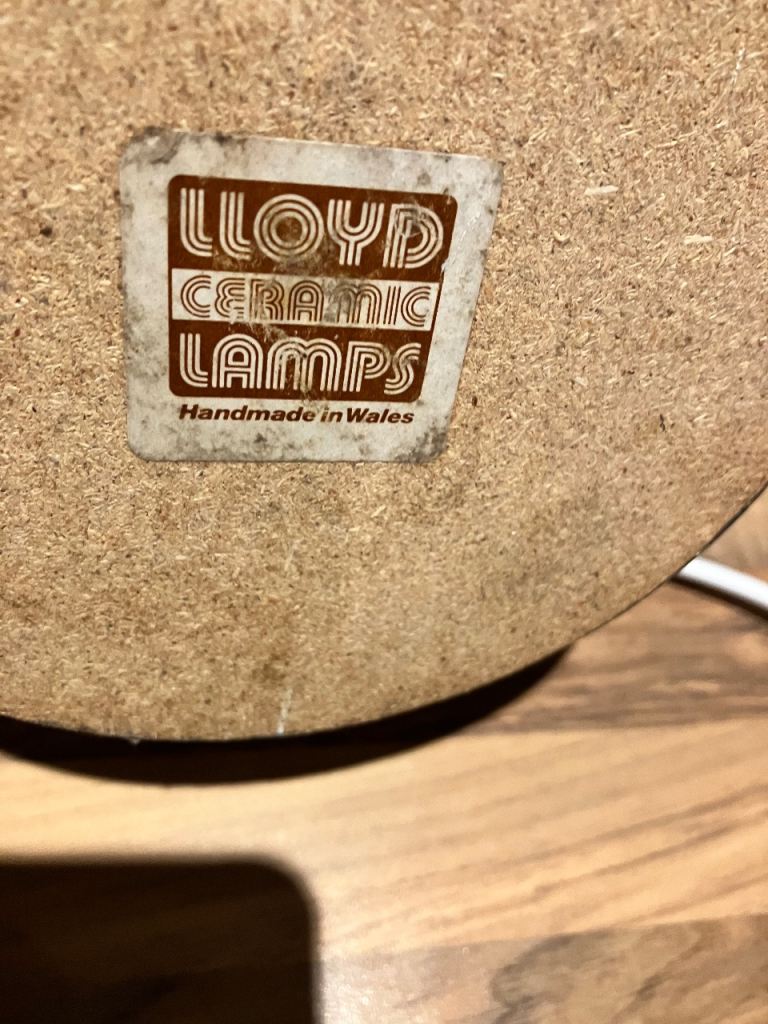 LLOYD
CERAMIC
LAMPS
Handmade in Wales